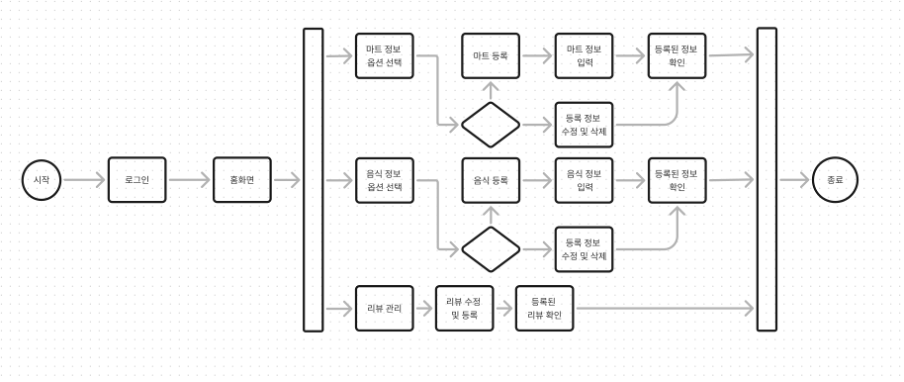 시작
로그인
홈화면
마트 정보
옵션 선택
마트 등록
마트 정보
입력
등록된 정보
확인
등록 정보
수정 및 삭제
음식 정보
옵션 선택
음식 등록
음식 정보
입력
등록된 정보
확인
등록 정보
수정 및 삭제
리뷰 관리
리뷰 수정
및 등록
등록된
리뷰 확인
종료